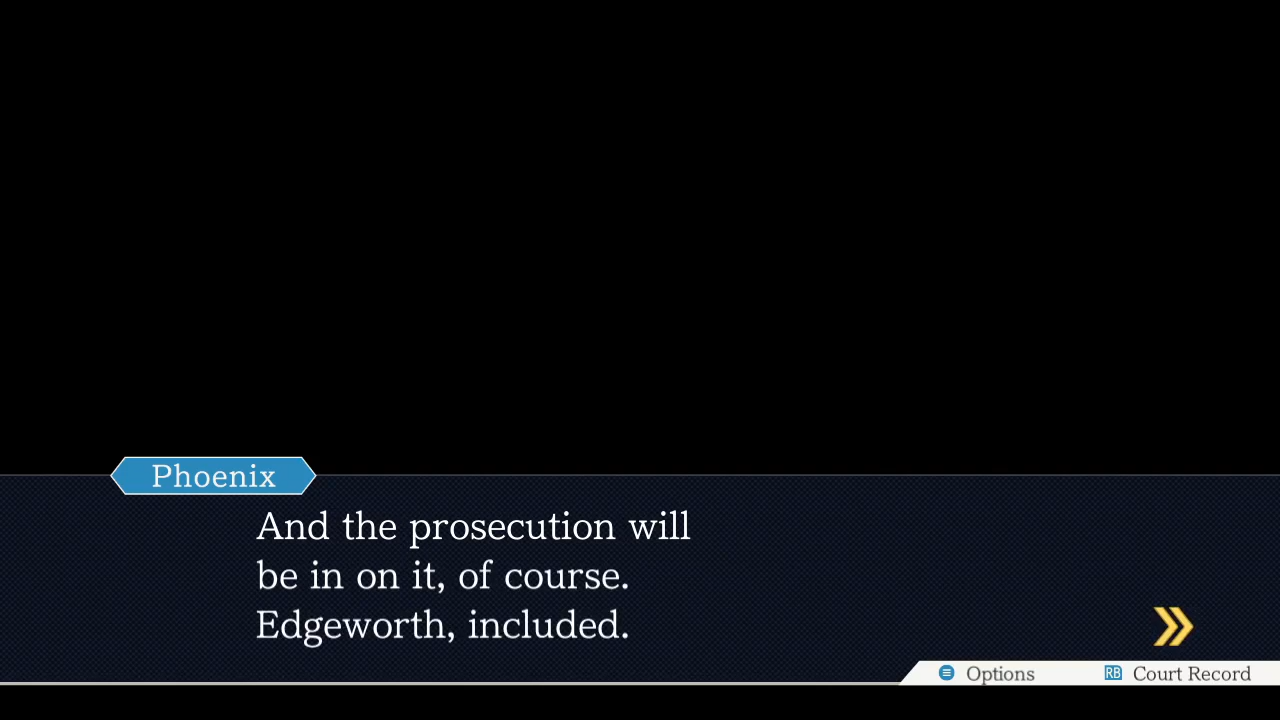 Phoenix
And the prosecution will
be in on it, of course.
Edgeworth, included.
Options
RB Court Record